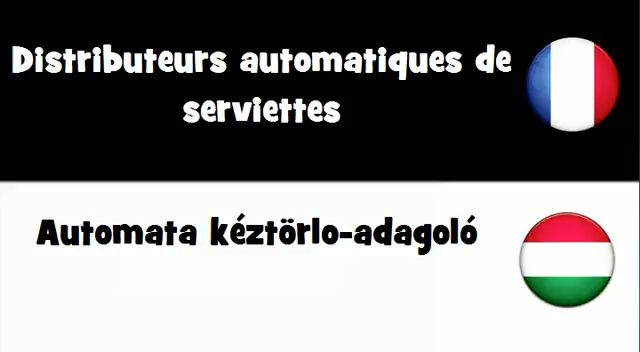 Distributeurs automatiques de
serviettes
Automata kéztörlo-adagoló